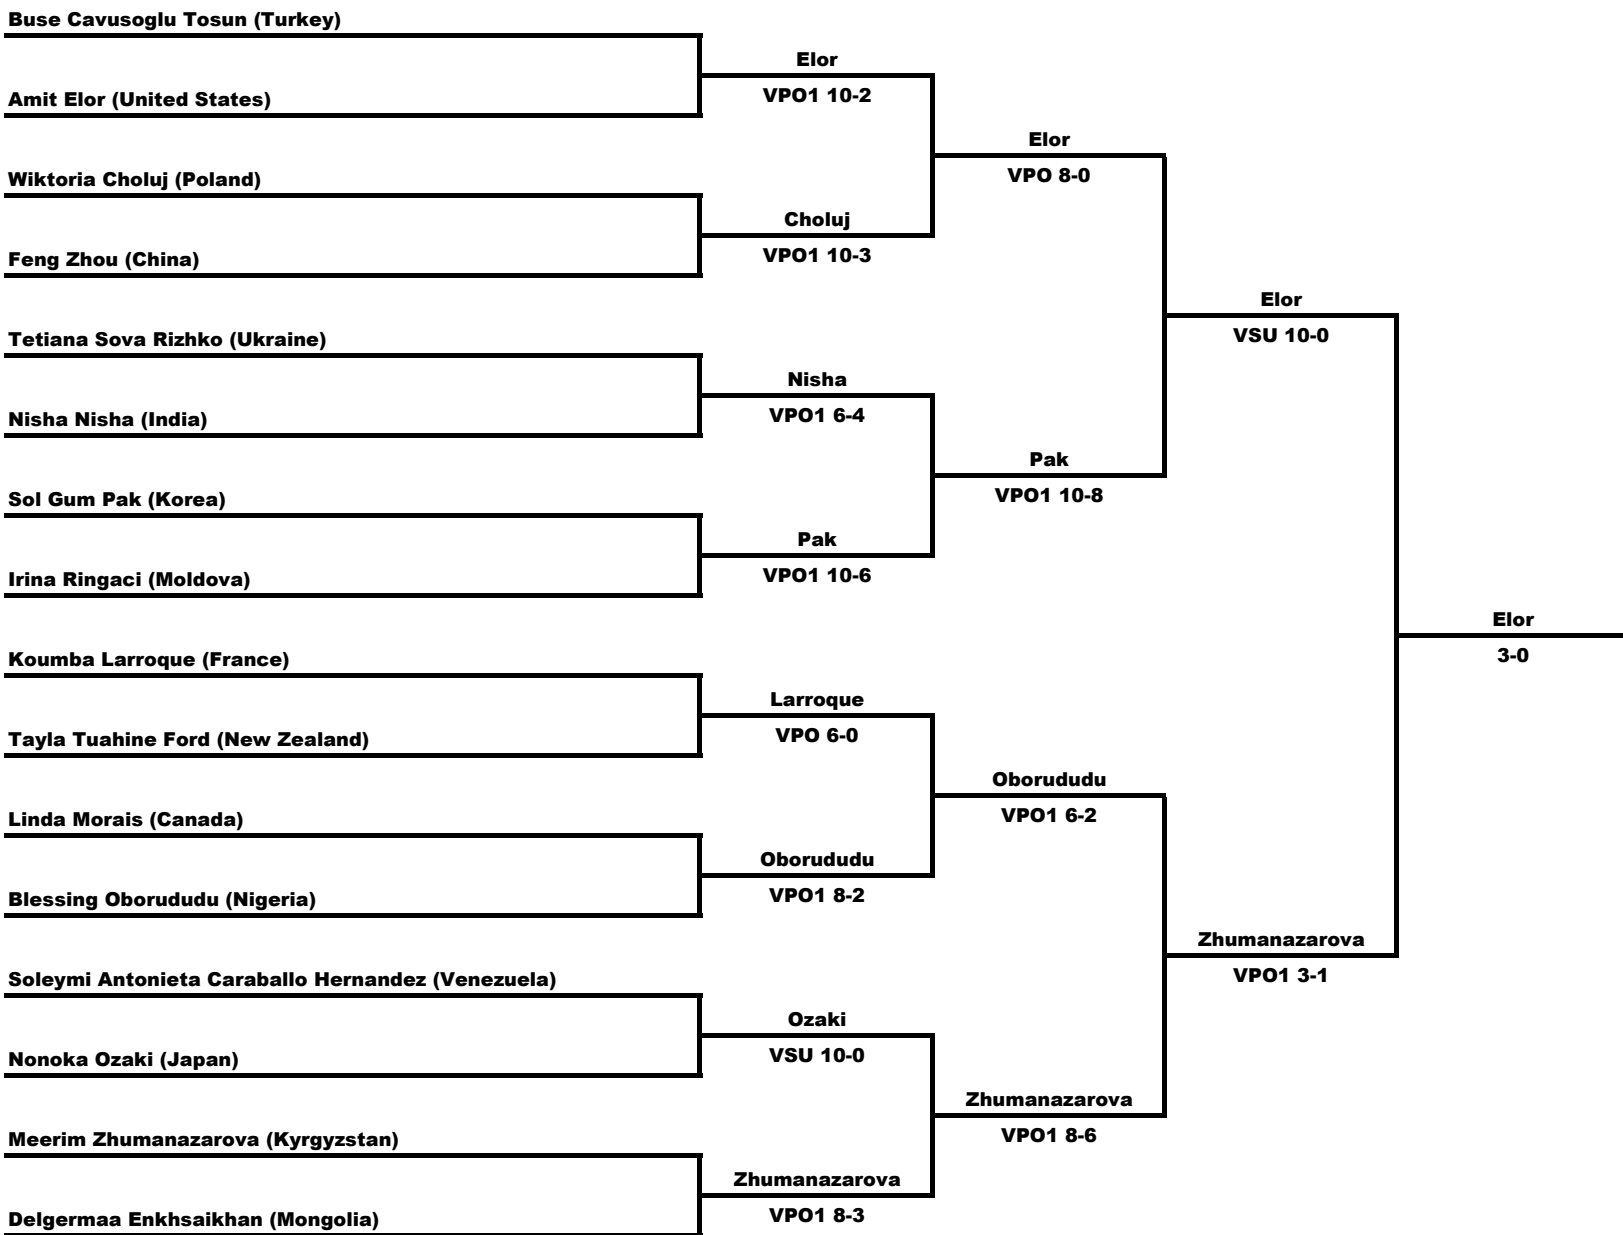 Buse Cavusoglu Tosun (Turkey)
Elor
Amit Elor (United States)
VPO1 10-2
Elor
Wiktoria Choluj (Poland)
VPO 8-0
Choluj
Feng Zhou (China)
VPO1 10-3
Elor
Tetiana Sova Rizhko (Ukraine)
VSU 10-0
Nisha
Nisha Nisha (India)
VPO1 6-4
Pak
Sol Gum Pak (Korea)
VPO1 10-8
Pak
Irina Ringaci (Moldova)
VPO1 10-6
Elor
Koumba Larroque (France)
3-0
Larroque
Tayla Tuahine Ford (New Zealand)
VPO 6-0
Oborududu
Linda Morais (Canada)
VPO1 6-2
Oborududu
Blessing Oborududu (Nigeria)
VPO1 8-2
Zhumanazarova
Soleymi Antonieta Caraballo Hernandez (Venezuela)
VPO1 3-1
Ozaki
Nonoka Ozaki (Japan)
VSU 10-0
Zhumanazarova
Meerim Zhumanazarova (Kyrgyzstan)
VPO1 8-6
Zhumanazarova
Delgermaa Enkhsaikhan (Mongolia)
VPO1 8-3